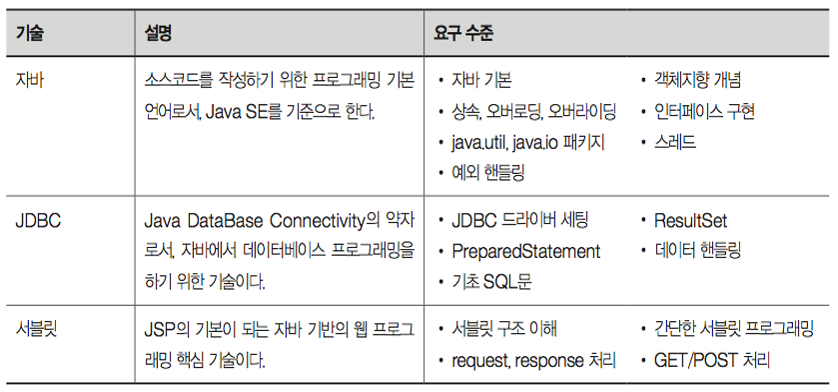 기술 설명 요구 수준
자바 소스코드를 작성하기 위한 프로그래밍 기본 • 자바 기본 • 객체지향 개념
언어로서, Java SE를 기준으로 한다. • 상속, 오버로딩, 오버라이딩 • 인터페이스 구현
• java.util, java.io 패키지 • 스레드
• 예외 핸들링
JDBC Java DataBase Connectivity의 약자 • JDBC 드라이버 세팅 • ResultSet
로서, 자바에서 데이터베이스 프로그래밍을 • PreparedStatement • 데이터 핸들링
하기 위한 기술이다. • 기초 SQL문
서블릿 JSP의 기본이 되는 자바 기반의 웹 프로그 • 서블릿 구조 이해 • 간단한 서블릿 프로그래밍
래밍 핵심 기술이다. • request, response 처리 • GET/POST 처리